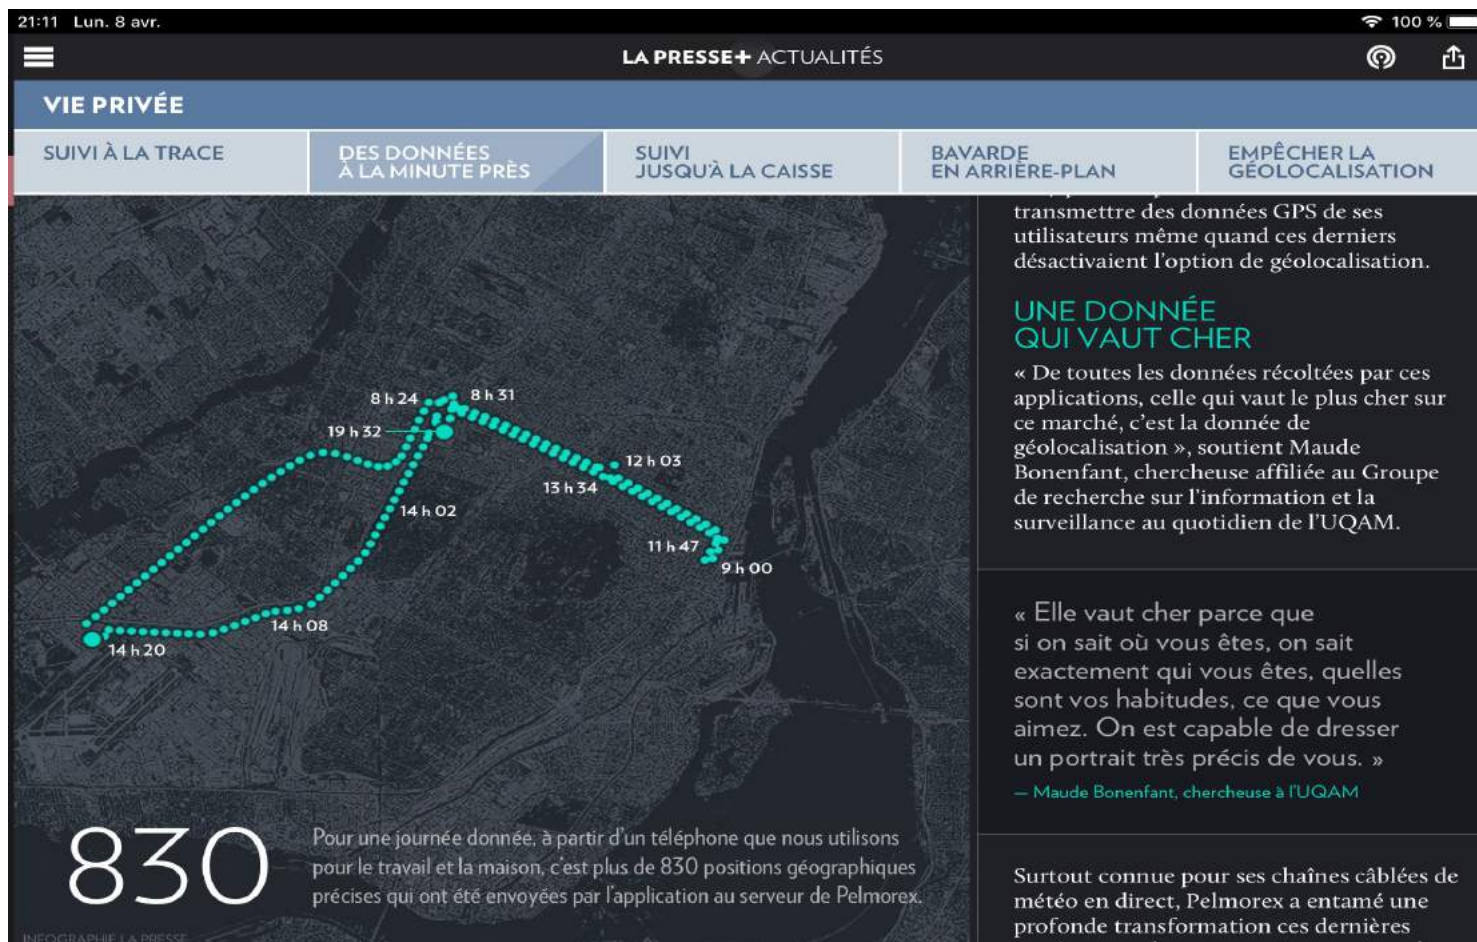 21:11 Lun. 8 avr.
100 %
LA PRESSE+ ACTUALITÉS
VIE PRIVÉE
SUIVI À LA TRACE
DES DONNÉES
À LA MINUTE PRÈS
SUIVI
JUSQU'À LA CAISSE
BAVARDE
EN ARRIÈRE-PLAN
EMPÊCHER LA
GÉOLOCALISATION
8 h 24
8 h 31
19 h 32
12 h 03
13 h 34
14 h 02
11 h 47
9 h 00
14 h 08
14 h 20
830
Pour une journée donnée, à partir d'un téléphone que nous utilisons
pour le travail et la maison, c'est plus de 830 positions géographiques
précises qui ont été envoyées par l'application au serveur de Pelmorex.
INFOGRAPHIE LA PRESSE
transmettre des données GPS de ses
utilisateurs même quand ces derniers
désactivaient l'option de géolocalisation.
UNE DONNÉE
QUI VAUT CHER
« De toutes les données récoltées par ces
applications, celle qui vaut le plus cher sur
ce marché, c'est la donnée de
géolocalisation », soutient Maude
Bonenfant, chercheuse affiliée au Groupe
de recherche sur l'information et la
surveillance au quotidien de l'UQAM.
« Elle vaut cher parce que
si on sait où vous êtes, on sait
exactement qui vous êtes, quelles
sont vos habitudes, ce que vous
aimez. On est capable de dresser
un portrait très précis de vous. »
— Maude Bonenfant, chercheuse à l'UQAM
Surtout connue pour ses chaînes câblées de
météo en direct, Pelmorex a entamé une
profonde transformation ces dernières